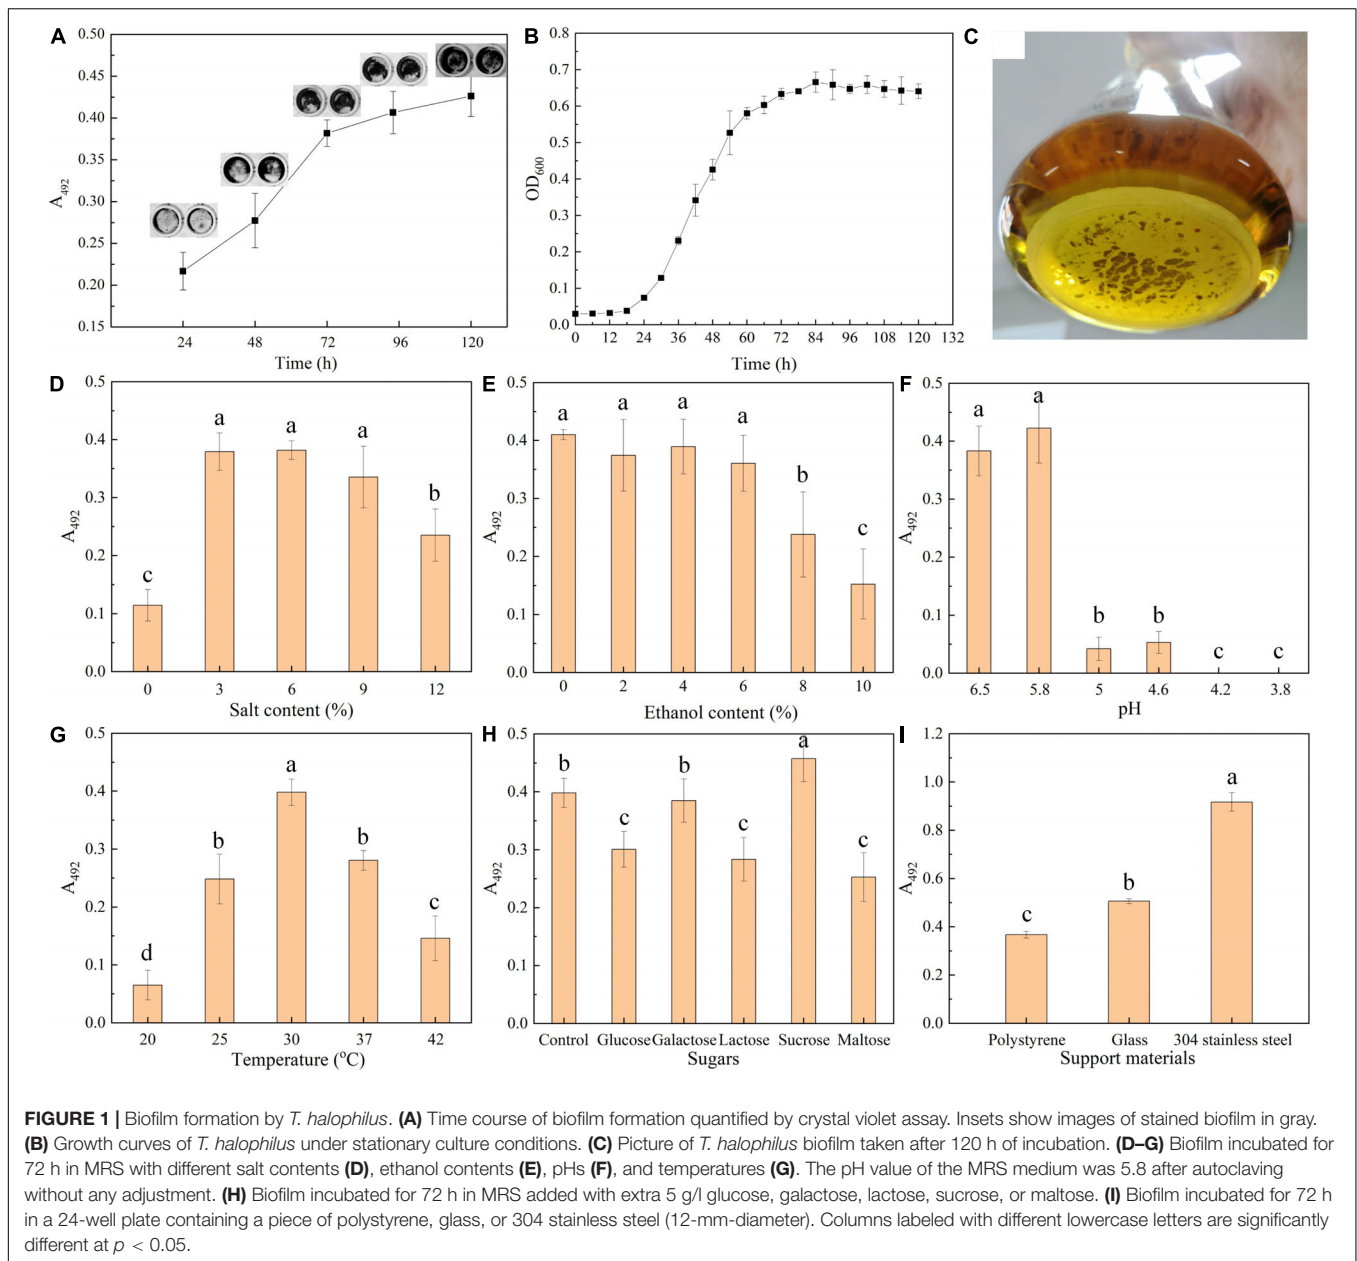 A
0.50
0.45
0.40
0.35
0.30
0.25
0.20
0.15
A492
24 48 72 96 120
Time (h)
B
0.8
0.7
0.6
0.5
0.4
0.3
0.2
0.1
0.0
OD600
0 12 24 36 48 60 72 84 96 108 120 132
Time (h)
C
D
0.5
0.4
0.3
0.2
0.1
0.0
A492
c a a a b
0 3 6 9 12
Salt content (%)
E
0.5
0.4
0.3
0.2
0.1
0.0
A492
a a a a b c
0 2 4 6 8 10
Ethanol content (%)
F
0.5
0.4
0.3
0.2
0.1
0.0
A492
a a b b c c
6.5 5.8 5 4.6 4.2 3.8
pH
G
0.5
0.4
0.3
0.2
0.1
0.0
A492
d b a b c
20 25 30 37 42
Temperature (°C)
H
0.5
0.4
0.3
0.2
0.1
0.0
A492
b c b c a c
Control Glucose Galactose Lactose Sucrose Maltose
Sugars
I
1.2
1.0
0.8
0.6
0.4
0.2
0.0
A492
c b a
Polystyrene Glass 304 stainless steel
Support materials
FIGURE 1 | Biofilm formation by T. halophilus. (A) Time course of biofilm formation quantified by crystal violet assay. Insets show images of stained biofilm in gray.
(B) Growth curves of T. halophilus under stationary culture conditions. (C) Picture of T. halophilus biofilm taken after 120 h of incubation. (D–G) Biofilm incubated for
72 h in MRS with different salt contents (D), ethanol contents (E), pHs (F), and temperatures (G). The pH value of the MRS medium was 5.8 after autoclaving
without any adjustment. (H) Biofilm incubated for 72 h in MRS added with extra 5 g/l glucose, galactose, lactose, sucrose, or maltose. (I) Biofilm incubated for 72 h
in a 24-well plate containing a piece of polystyrene, glass, or 304 stainless steel (12-mm-diameter). Columns labeled with different lowercase letters are significantly
different at p < 0.05.